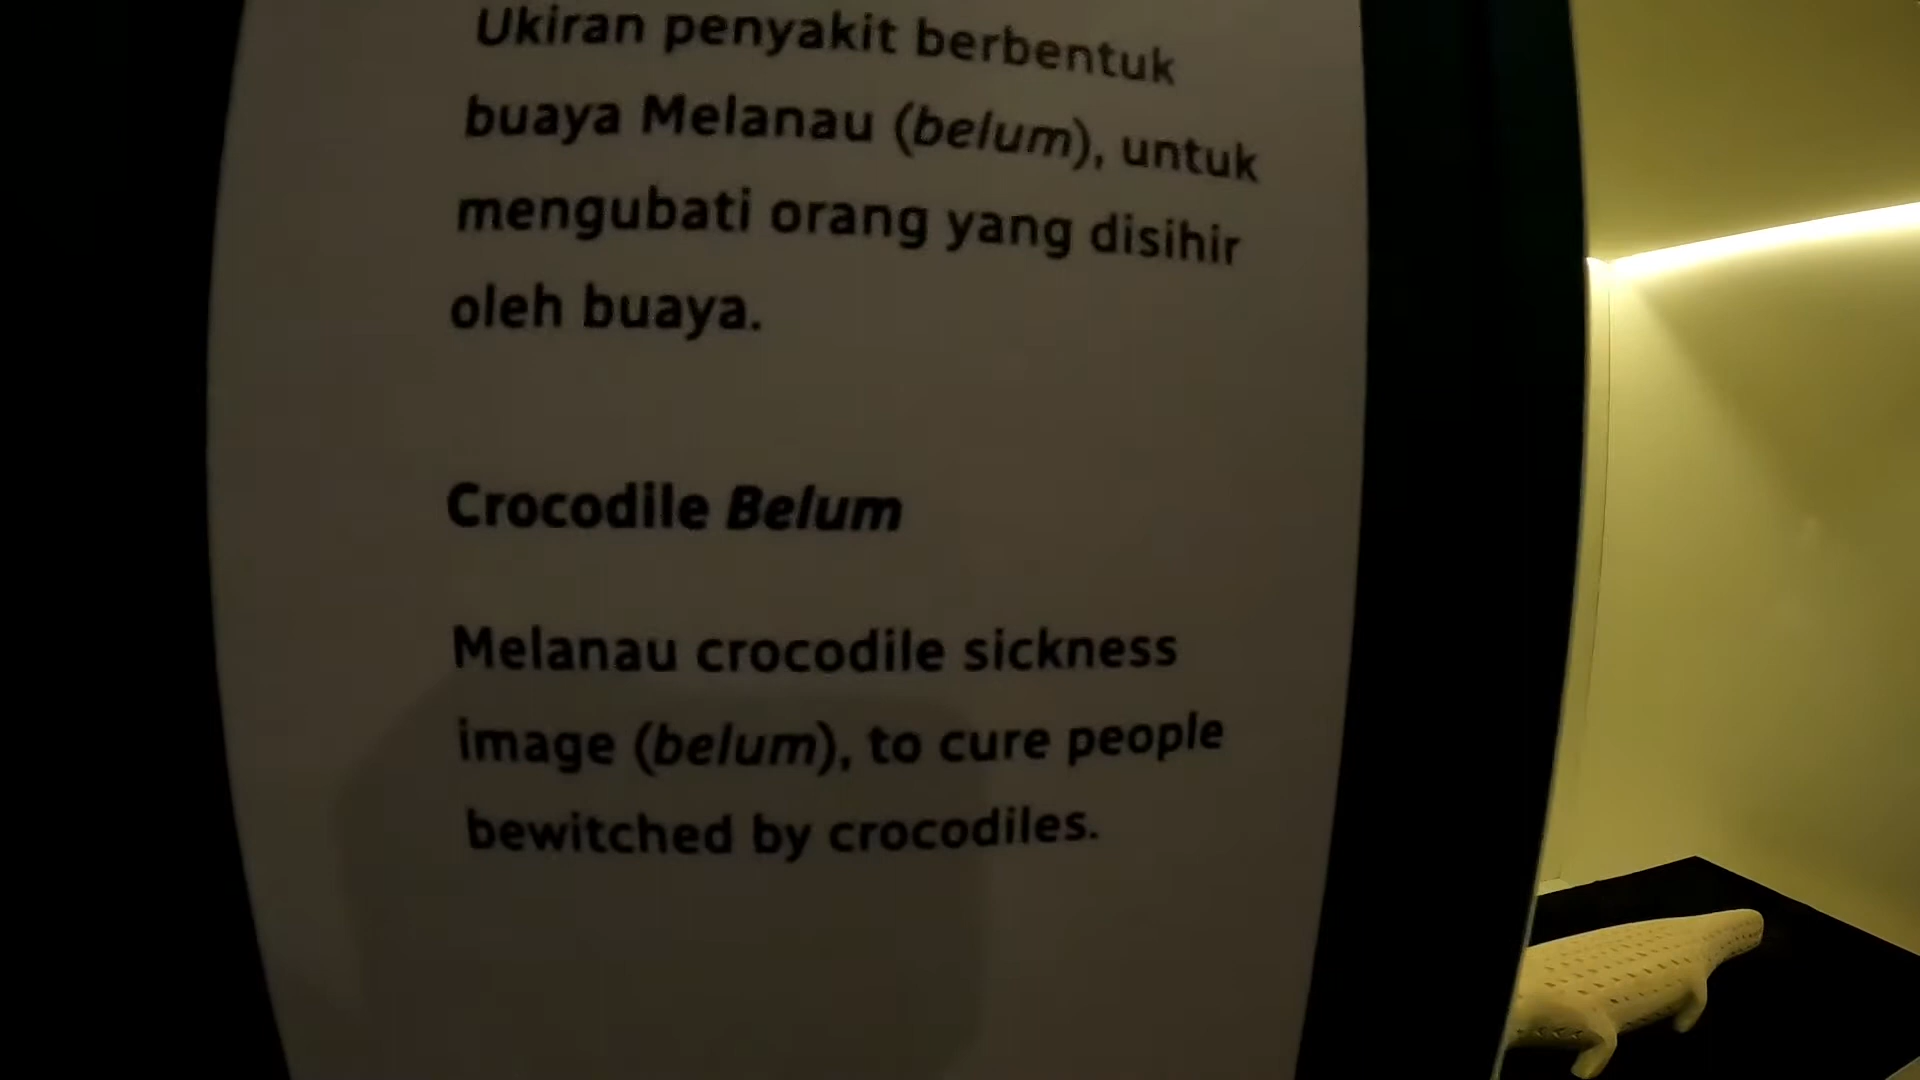 Ukiran penyakit berbentuk
buaya Melanau (belum), untuk
mengubati orang yang disihir
oleh buaya.
Crocodile Belum
Melanau crocodile sickness
image (belum), to cure people
bewitched by crocodiles.